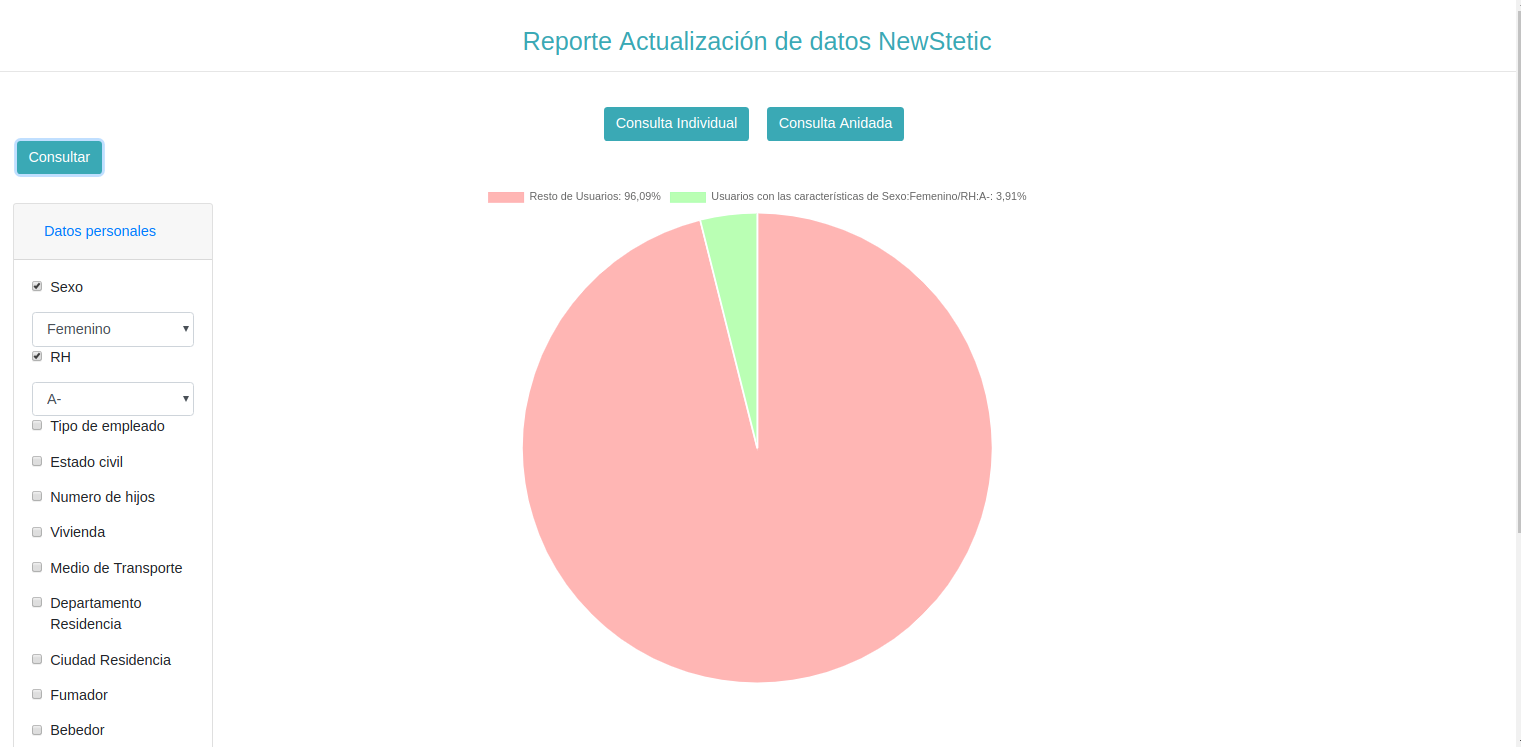 Reporte Actualización de datos NewStetic
Consulta Individual
Consulta Anidada
Consultar
Resto de Usuarios: 96,09%
Usuarios con las características de Sexo:Femenino/RH:A-: 3,91%
Datos personales
Sexo
Femenino
RH
A-
Tipo de empleado
Estado civil
Numero de hijos
Vivienda
Medio de Transporte
Departamento
Residencia
Ciudad Residencia
Fumador
Bebedor